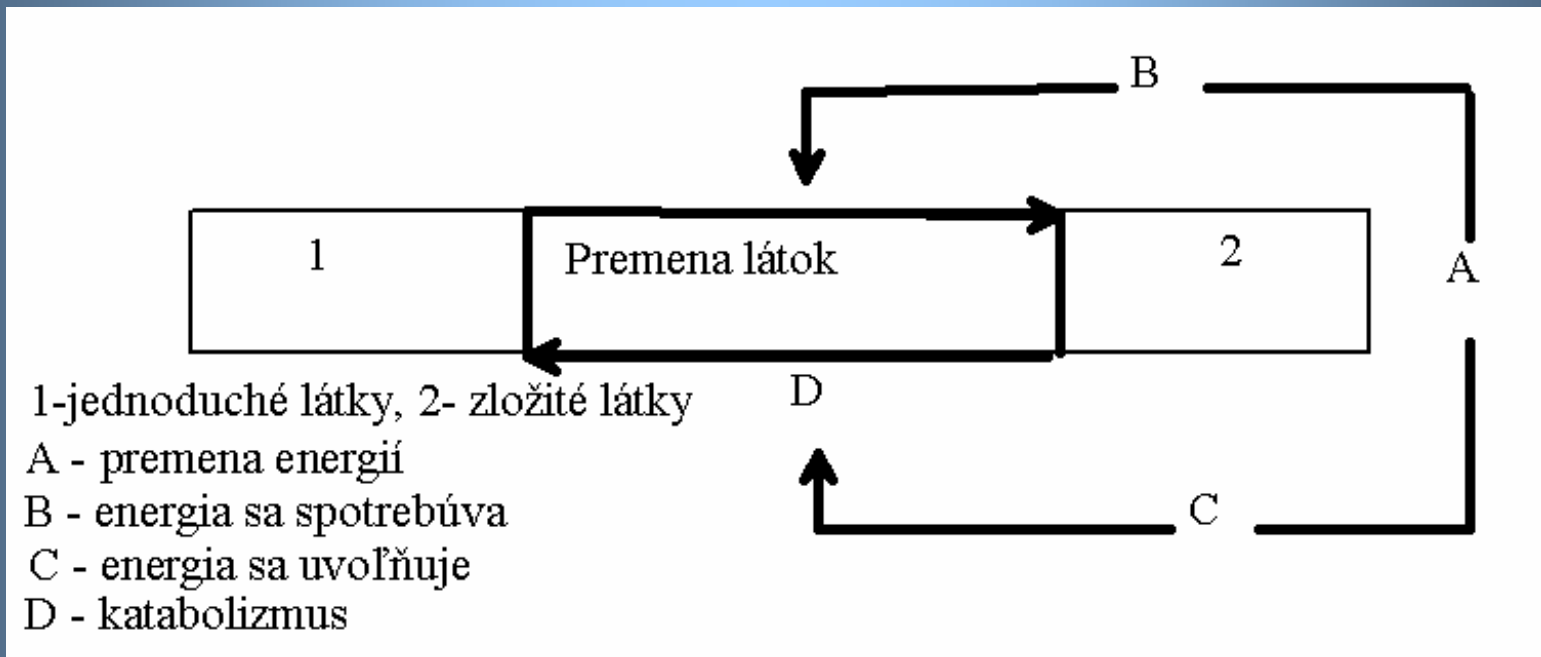 B
1
Premena látok
2
A
D
1-jednoduché látky, 2- zložité látky
A - premena energií
B - energia sa spotrebúva
C
C - energia sa uvoľňuje
D - katabolizmus